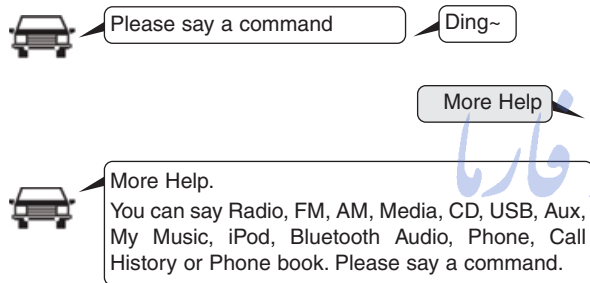 Please say a command
Ding~
More Help
فارما
More Help.
You can say Radio, FM, AM, Media, CD, USB, Aux,
My Music, iPod, Bluetooth Audio, Phone, Call
History or Phone book. Please say a command.